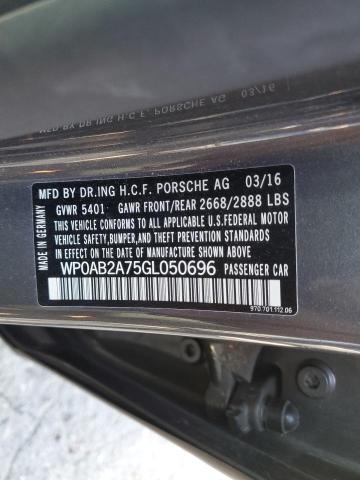 MFD BY DR.ING H.C.F. PORSCHE AG 03/16
GVWR 5401 GAWR FRONT/REAR 2668/2888 LBS
THIS VEHICLE CONFORMS TO ALL APPLICABLE U.S.FEDERAL MOTOR
VEHICLE SAFETY,BUMPER,AND THEFT PREVENTION STANDARDS IN
EFFECT ON THE DATE OF MANUFACTURE SHOWN ABOVE.
WP0AB2A75GL050696 PASSENGER CAR
MADE IN GERMANY
970.701.112.06